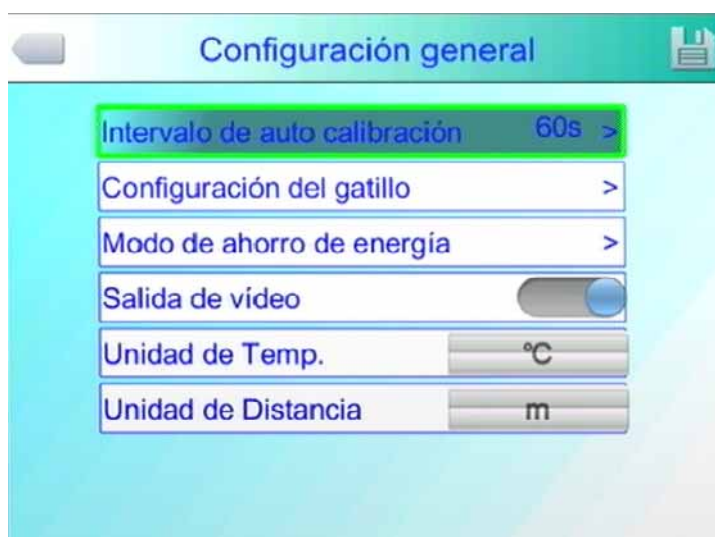 Configuración general
Intervalo de auto calibración 60s >
Configuración del gatillo >
Modo de ahorro de energía >
Salida de vídeo
Unidad de Temp. °C
Unidad de Distancia m